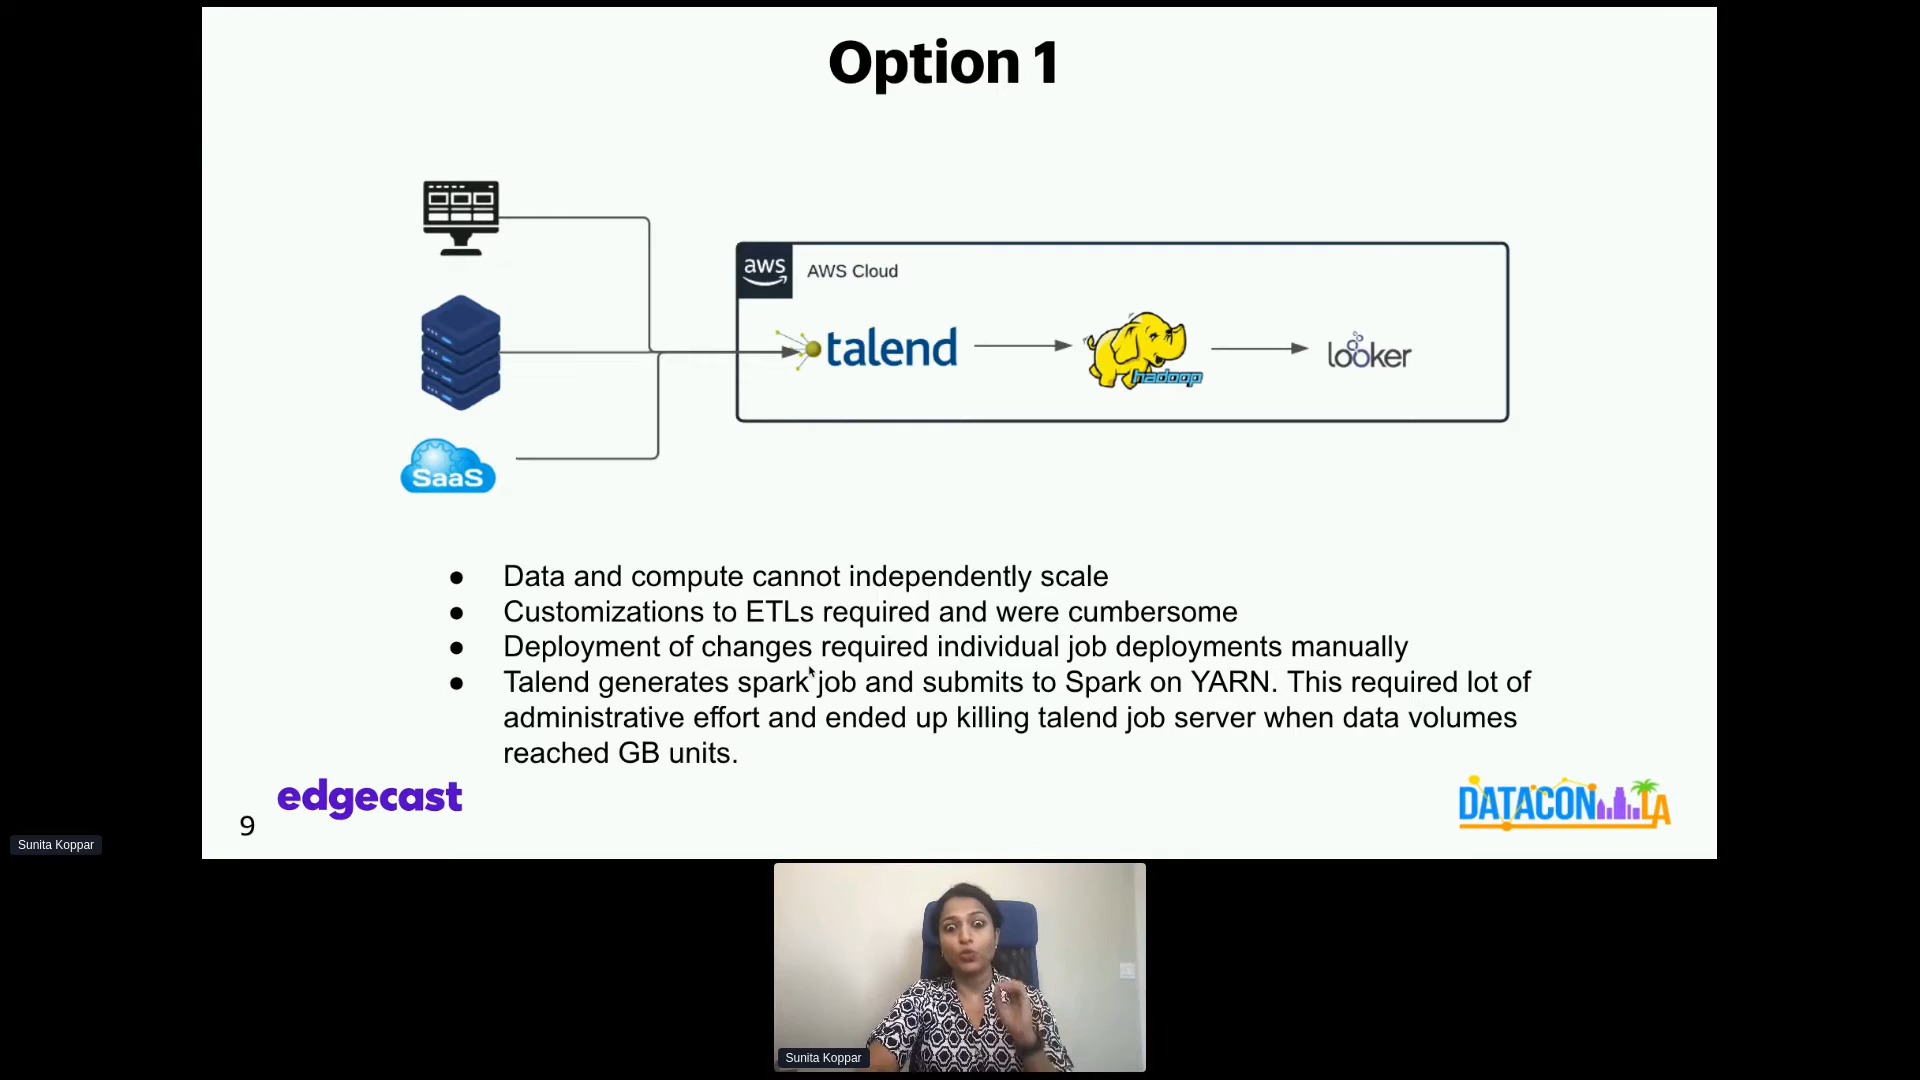 Option 1
aws
AWS Cloud
talend
hadoop
looker
SaaS
● Data and compute cannot independently scale
● Customizations to ETLs required and were cumbersome
● Deployment of changes required individual job deployments manually
● Talend generates spark job and submits to Spark on YARN. This required lot of
administrative effort and ended up killing talend job server when data volumes
reached GB units.
edgecast
DATACON LA
9
Sunita Koppar
Sunita Koppar